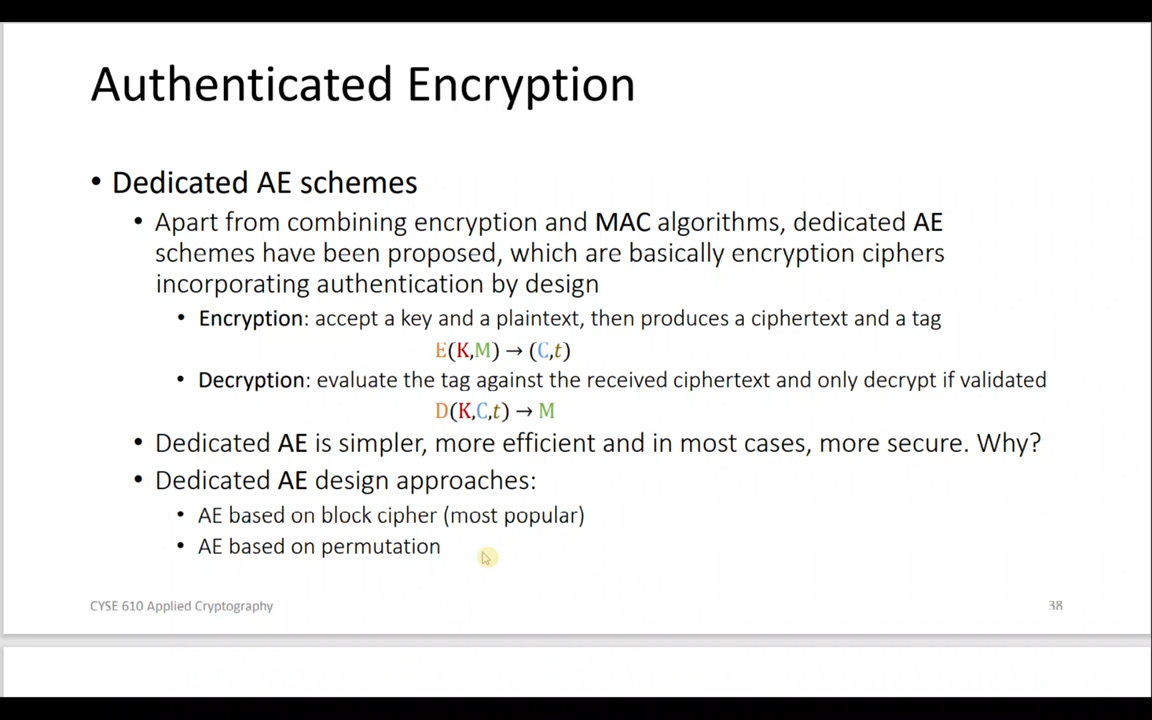 Authenticated Encryption
• Dedicated AE schemes
• Apart from combining encryption and MAC algorithms, dedicated AE
schemes have been proposed, which are basically encryption ciphers
incorporating authentication by design
• Encryption: accept a key and a plaintext, then produces a ciphertext and a tag
E(K,M) → (C,t)
• Decryption: evaluate the tag against the received ciphertext and only decrypt if validated
D(K,C,t) → M
• Dedicated AE is simpler, more efficient and in most cases, more secure. Why?
• Dedicated AE design approaches:
• AE based on block cipher (most popular)
• AE based on permutation
CYSE 610 Applied Cryptography
38